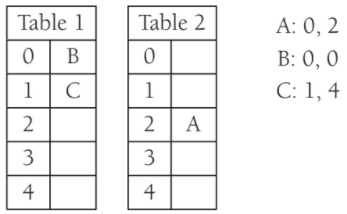 Table 1 Table 2 A: 0, 2
0 B 0 B: 0, 0
1 C 1 C: 1, 4
2 2 A
3 3
4 4